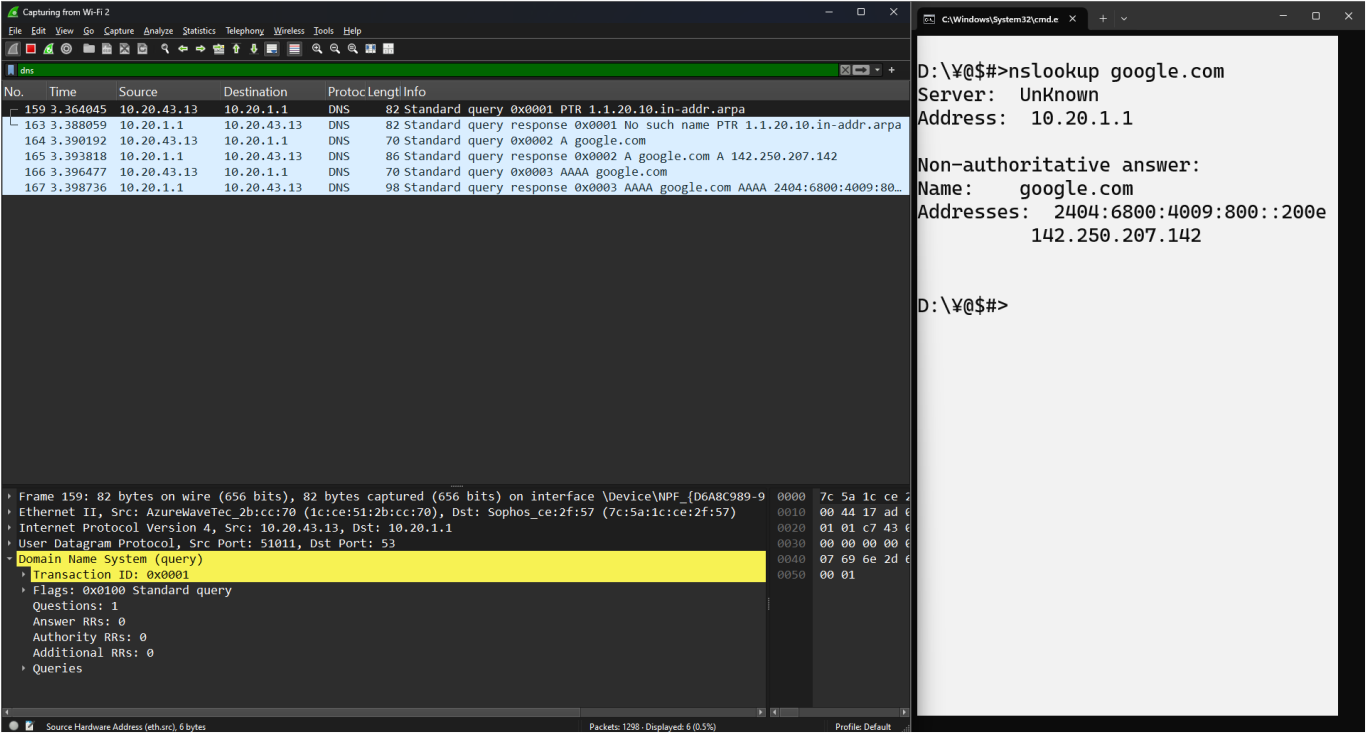 Capturing from Wi-Fi 2
File Edit View Go Capture Analyze Statistics Telephony Wireless Tools Help
dns
No. Time Source Destination Protoc Lengtl Info
159 3.364045 10.20.43.13 10.20.1.1 DNS 82 Standard query 0x0001 PTR 1.1.20.10.in-addr.arpa
163 3.388059 10.20.1.1 10.20.43.13 DNS 82 Standard query response 0x0001 No such name PTR 1.1.20.10.in-addr.arpa
164 3.390192 10.20.43.13 10.20.1.1 DNS 70 Standard query 0x0002 A google.com
165 3.393818 10.20.1.1 10.20.43.13 DNS 86 Standard query response 0x0002 A google.com A 142.250.207.142
166 3.396477 10.20.43.13 10.20.1.1 DNS 70 Standard query 0x0003 AAAA google.com
167 3.398736 10.20.1.1 10.20.43.13 DNS 98 Standard query response 0x0003 AAAA google.com AAAA 2404:6800:4009:80…
Frame 159: 82 bytes on wire (656 bits), 82 bytes captured (656 bits) on interface \Device\NPF_{D6A8C989-9
Ethernet II, Src: AzureWaveTec_2b:cc:70 (1c:ce:51:2b:cc:70), Dst: Sophos_ce:2f:57 (7c:5a:1c:ce:2f:57)
Internet Protocol Version 4, Src: 10.20.43.13, Dst: 10.20.1.1
User Datagram Protocol, Src Port: 51011, Dst Port: 53
Domain Name System (query)
Transaction ID: 0x0001
Flags: 0x0100 Standard query
Questions: 1
Answer RRs: 0
Authority RRs: 0
Additional RRs: 0
Queries
0000 7c 5a 1c ce 2
0010 00 44 17 ad
0020 01 01 c7 43
0030 00 00 00 00
0040 07 69 6e 2d 6
0050 00 01
Source Hardware Address (eth.src), 6 bytes
Packets: 1298 · Displayed: 6 (0.5%)
Profile: Default
C:\Windows\System32\cmd.e
D:\¥@$#>nslookup google.com
Server: UnKnown
Address: 10.20.1.1
Non-authoritative answer:
Name: google.com
Addresses: 2404:6800:4009:800::200e
142.250.207.142
D:\¥@$#>